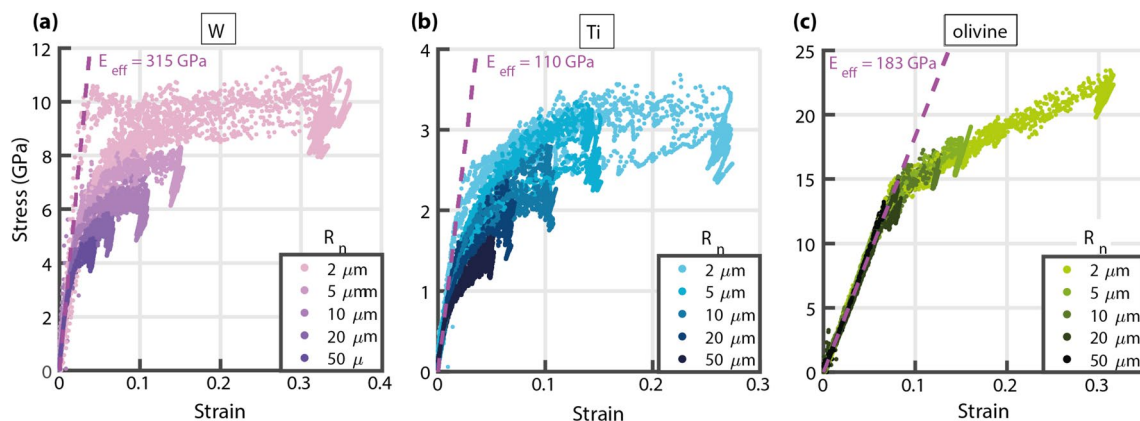 (a) W
E eff = 315 GPa
12
10
8
6
4
2
0
Stress (GPa)
0 0.1 0.2 0.3 0.4
Strain
R n
2 μm
5 μmm
10 μm
20 μm
50 μ
(b) Ti
E eff = 110 GPa
4
3
2
1
0
0 0.1 0.2 0.3
Strain
R n
2 μm
5 μm
10 μm
20 μm
50 μm
(c) olivine
E eff = 183 GPa
25
20
15
10
5
0
0 0.1 0.2 0.3
Strain
R n
2 μm
5 μm
10 μm
20 μm
50 μm